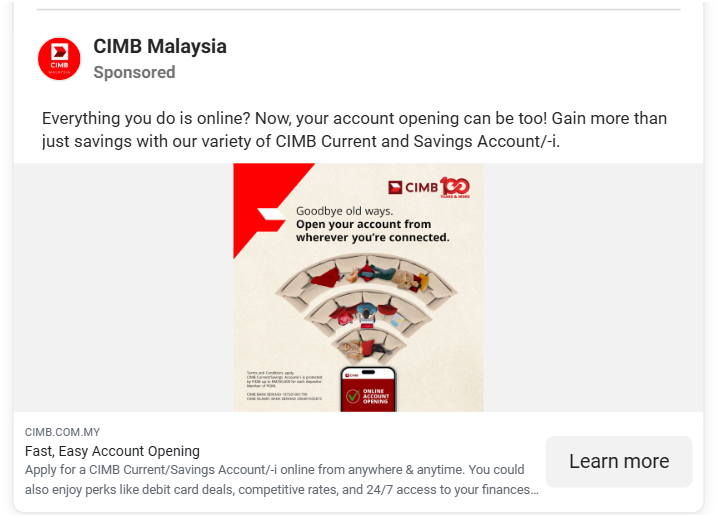 CIMB Malaysia
Sponsored
Everything you do is online? Now, your account opening can be too! Gain more than
just savings with our variety of CIMB Current and Savings Account/-i.
CIMB 100
YEARS & MORE
Goodbye old ways.
Open your account from
wherever you're connected.
Terms and Conditions apply.
CIMB Current/Savings Account/-i is protected
by PIDM up to RM250,000 for each depositor.
Member of PIDM.
CIMB BANK BERHAD
CIMB ISLAMIC BANK BERHAD
CIMB
ONLINE
ACCOUNT
OPENING
CIMB.COM.MY
Fast, Easy Account Opening
Apply for a CIMB Current/Savings Account/-i online from anywhere & anytime. You could
also enjoy perks like debit card deals, competitive rates, and 24/7 access to your finances...
Learn more